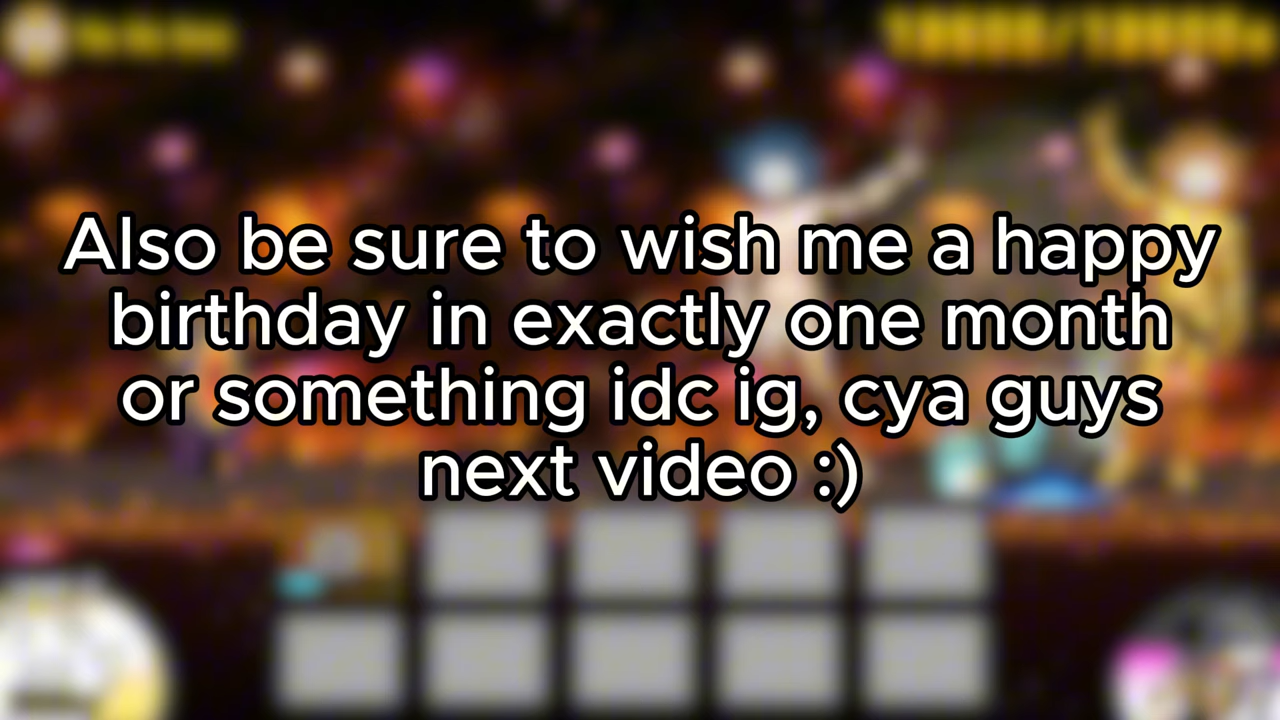 Also be sure to wish me a happy
birthday in exactly one month
or something idc ig, cya guys
next video :)